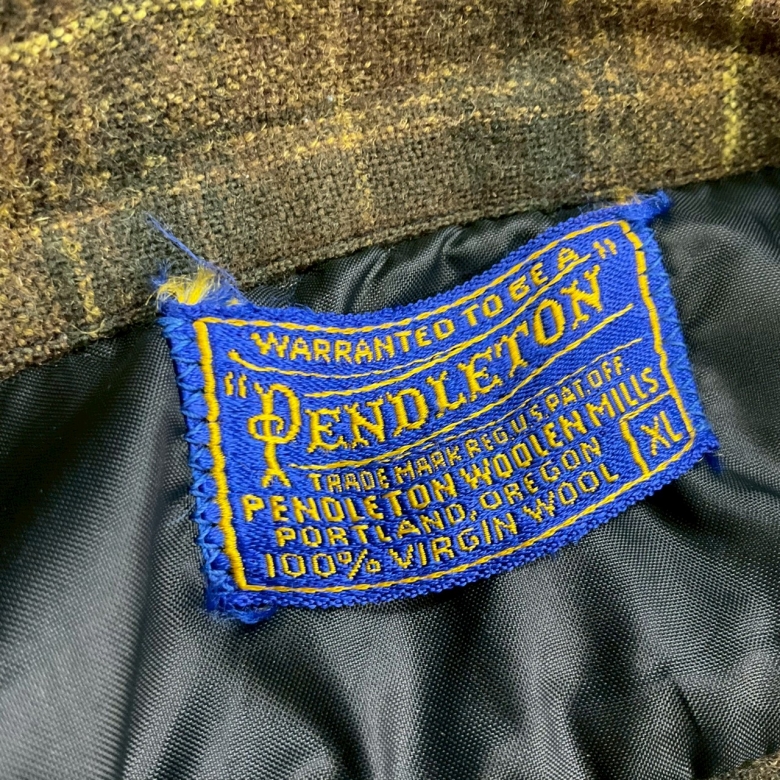 WARRANTED TO BE A
"PENDLETON"
TRADE MARK REG. U.S. PAT. OFF.
PENDLETON WOOLEN MILLS
PORTLAND, OREGON
100% VIRGIN WOOL
XL